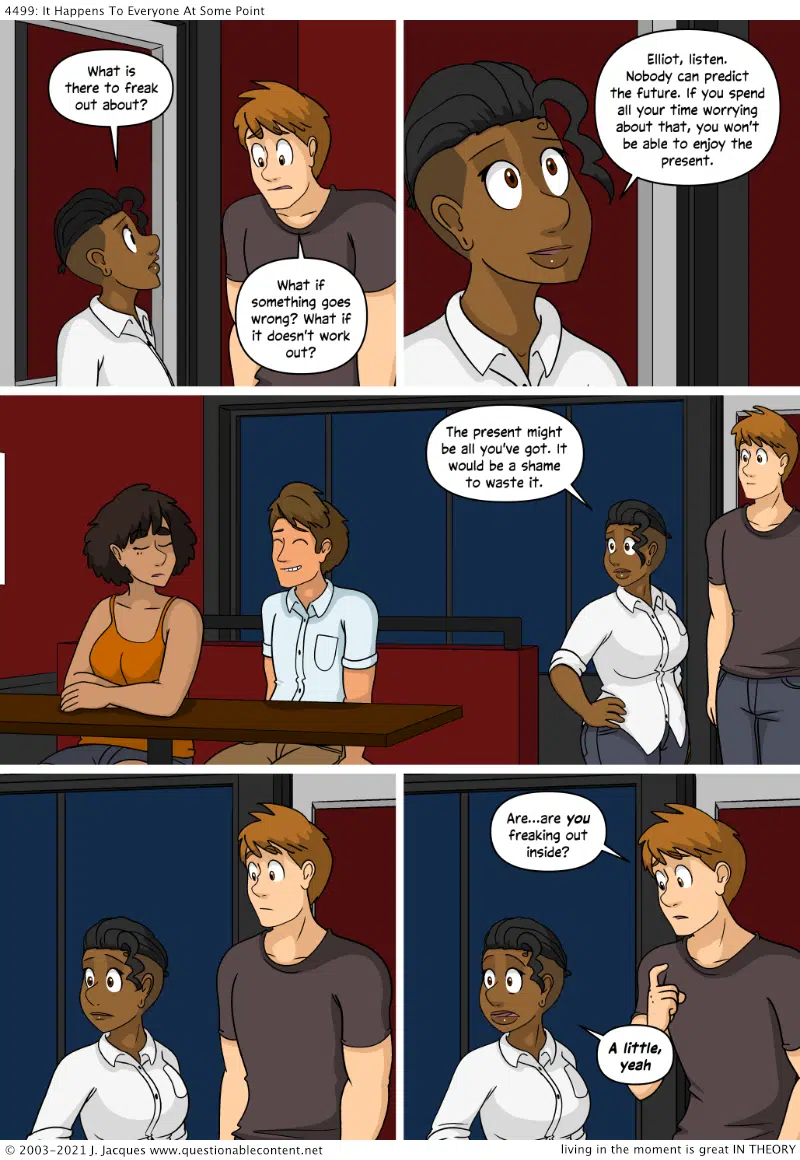 4499: It Happens To Everyone At Some Point
What is
there to freak
out about?
What if
something goes
wrong? What if
it doesn't work
out?
Elliot, listen.
Nobody can predict
the future. If you spend
all your time worrying
about that, you won't
be able to enjoy the
present.
The present might
be all you've got. It
would be a shame
to waste it.
Are...are you
freaking out
inside?
A little,
yeah
© 2003-2021 J. Jacques www.questionablecontent.net
living in the moment is great IN THEORY